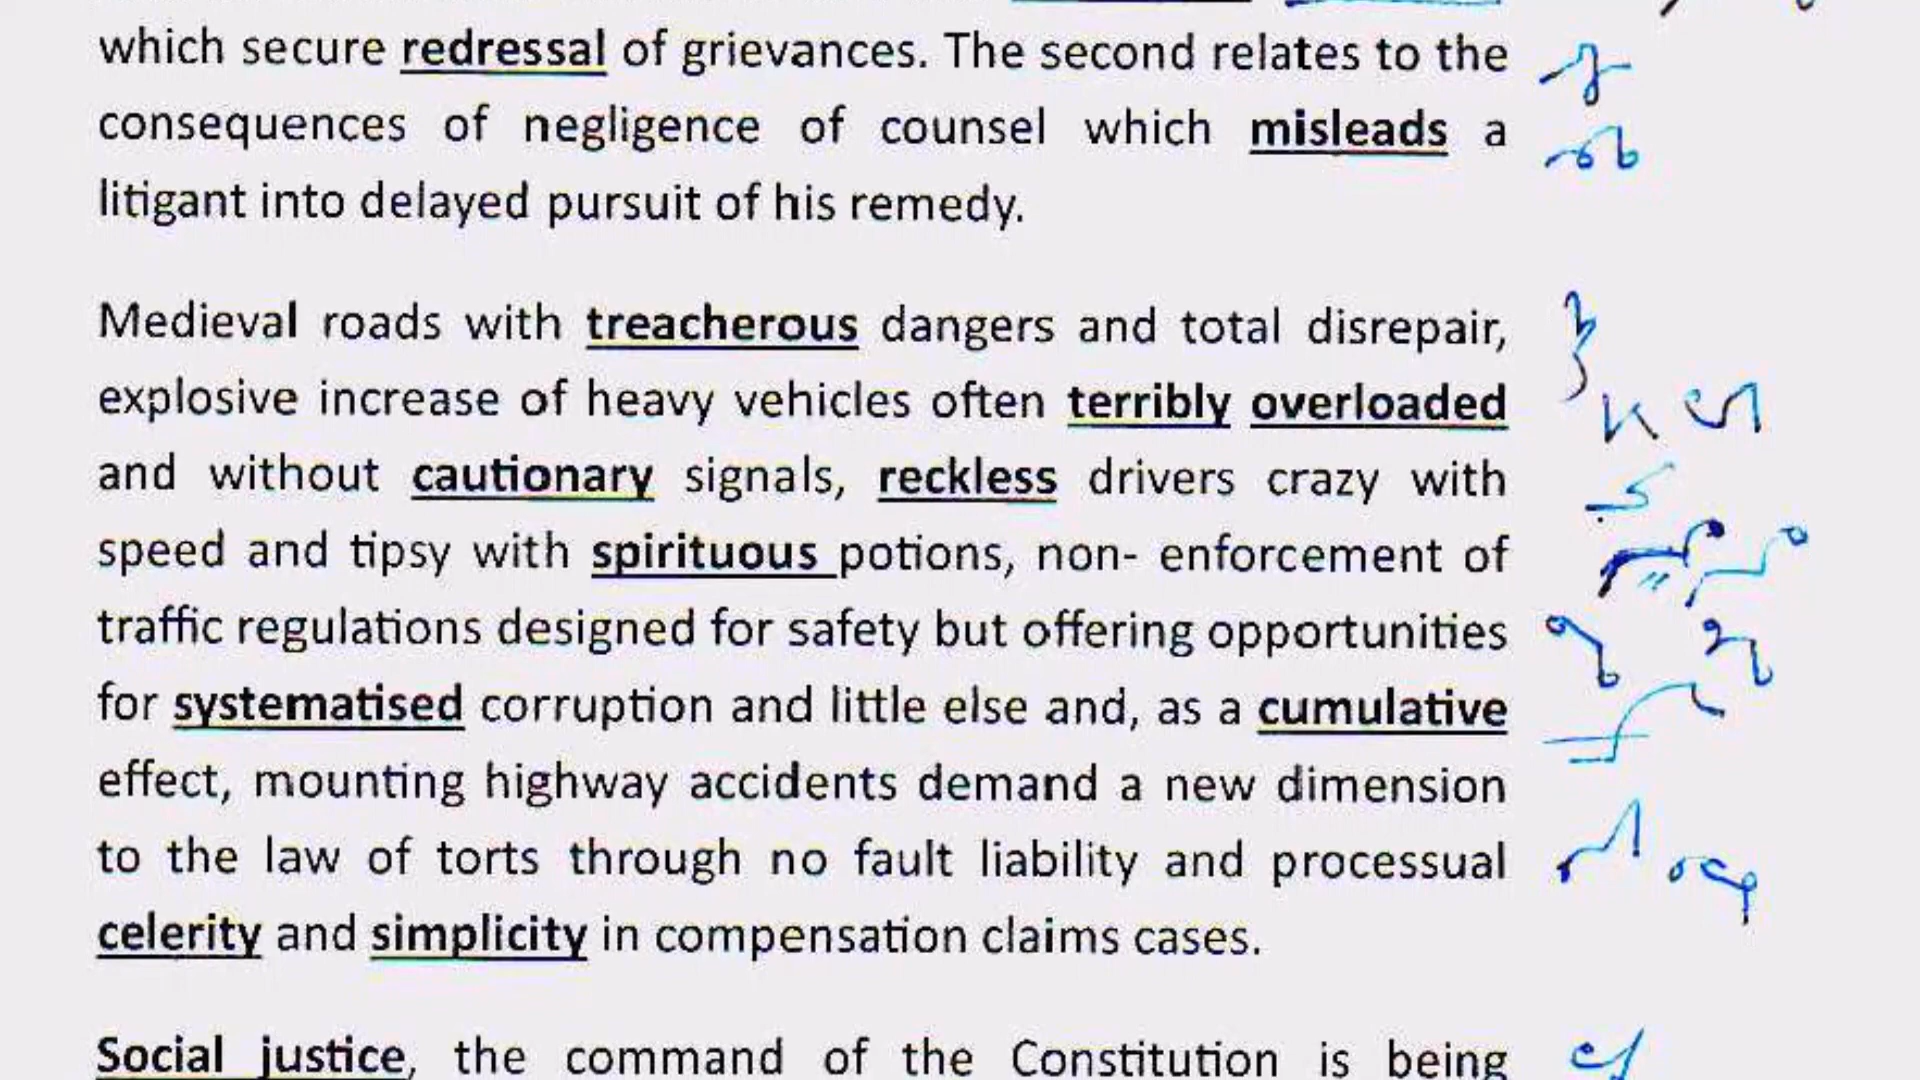 which secure redressal of grievances. The second relates to the
consequences of negligence of counsel which misleads a
litigant into delayed pursuit of his remedy.
Medieval roads with treacherous dangers and total disrepair,
explosive increase of heavy vehicles often terribly overloaded
and without cautionary signals, reckless drivers crazy with
speed and tipsy with spirituous potions, non- enforcement of
traffic regulations designed for safety but offering opportunities
for systematised corruption and little else and, as a cumulative
effect, mounting highway accidents demand a new dimension
to the law of torts through no fault liability and processual
celerity and simplicity in compensation claims cases.
Social justice, the command of the Constitution is being